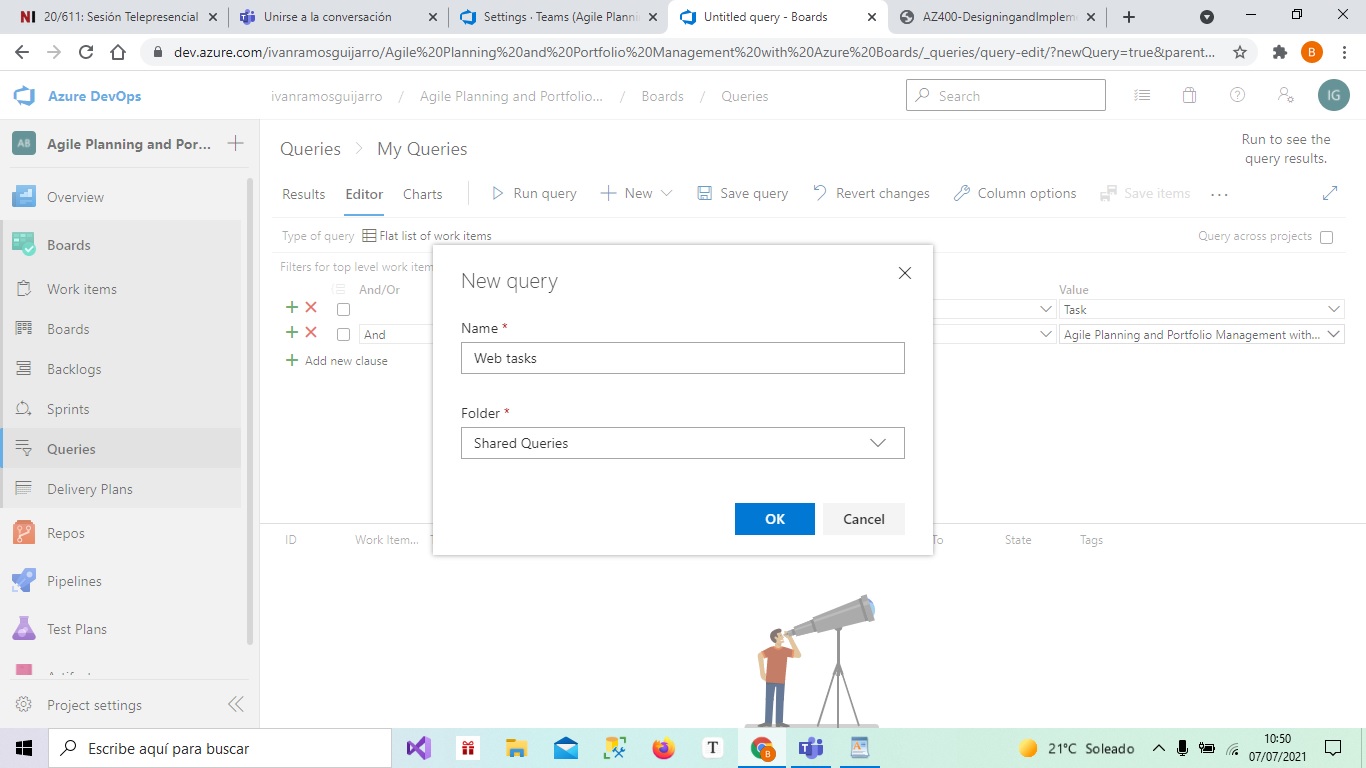 20/611: Sesión Telepresencial
Unirse a la conversación
Settings · Teams (Agile Planni
Untitled query - Boards
AZ400-DesigningandImpleme
dev.azure.com/ivanramosguijarro/Agile%20Planning%20and%20Portfolio%20Management%20with%20Azure%20Boards/_queries/query-edit/?newQuery=true&parent...
B
Azure DevOps
ivanramosguijarro / Agile Planning and Portfolio... / Boards / Queries
Search
IG
AB Agile Planning and Por...
Queries > My Queries
Run to see the
query results.
Overview
Results Editor Charts Run query New Save query Revert changes Column options Save items ...
Boards
Type of query Flat list of work items Query across projects
Filters for top level work item
And/Or Value
Work items
Task
Boards
And Agile Planning and Portfolio Management with...
Add new clause
Backlogs
Sprints
Queries
Delivery Plans
Repos
Pipelines
Test Plans
Project settings
New query
Name *
Web tasks
Folder *
Shared Queries
OK Cancel
ID Work Item... To State Tags
Escribe aquí para buscar
T
B
21°C Soleado
10:50
07/07/2021